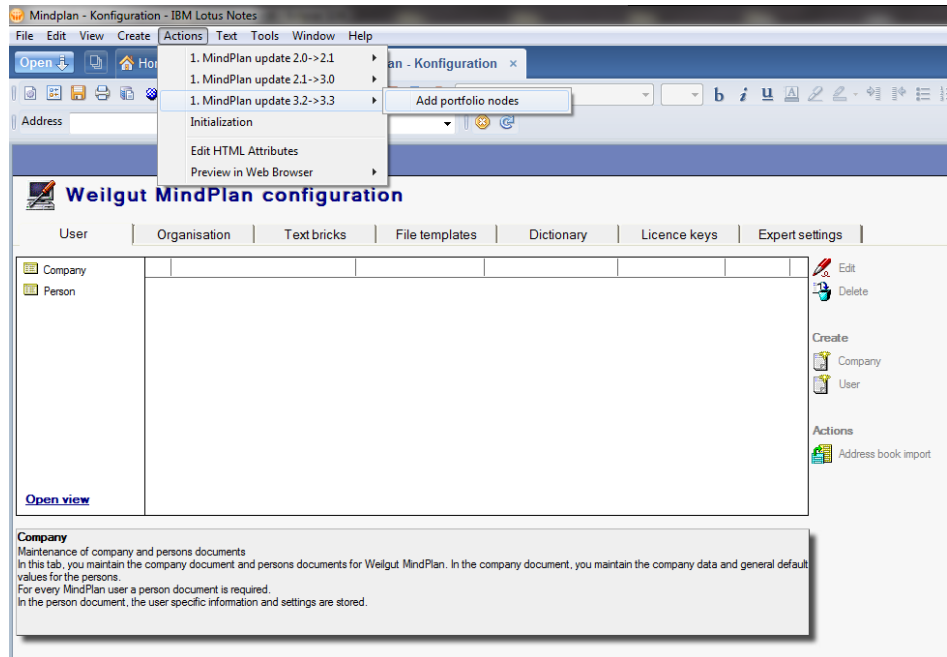 Mindplan - Konfiguration - IBM Lotus Notes
File Edit View Create Actions Text Tools Window Help
Open
an - Konfiguration ×
1. MindPlan update 2.0->2.1
1. MindPlan update 2.1->3.0
1. MindPlan update 3.2->3.3
Add portfolio nodes
Initialization
Edit HTML Attributes
Preview in Web Browser
b i u A
Address
Weilgut MindPlan configuration
User Organisation Text bricks File templates Dictionary Licence keys Expert settings
Company
Person
Open view
Edit
Delete
Create
Company
User
Actions
Address book import
Company
Maintenance of company and persons documents
In this tab, you maintain the company document and persons documents for Weilgut MindPlan. In the company document, you maintain the company data and general default
values for the persons.
For every MindPlan user a person document is required.
In the person document, the user specific information and settings are stored.